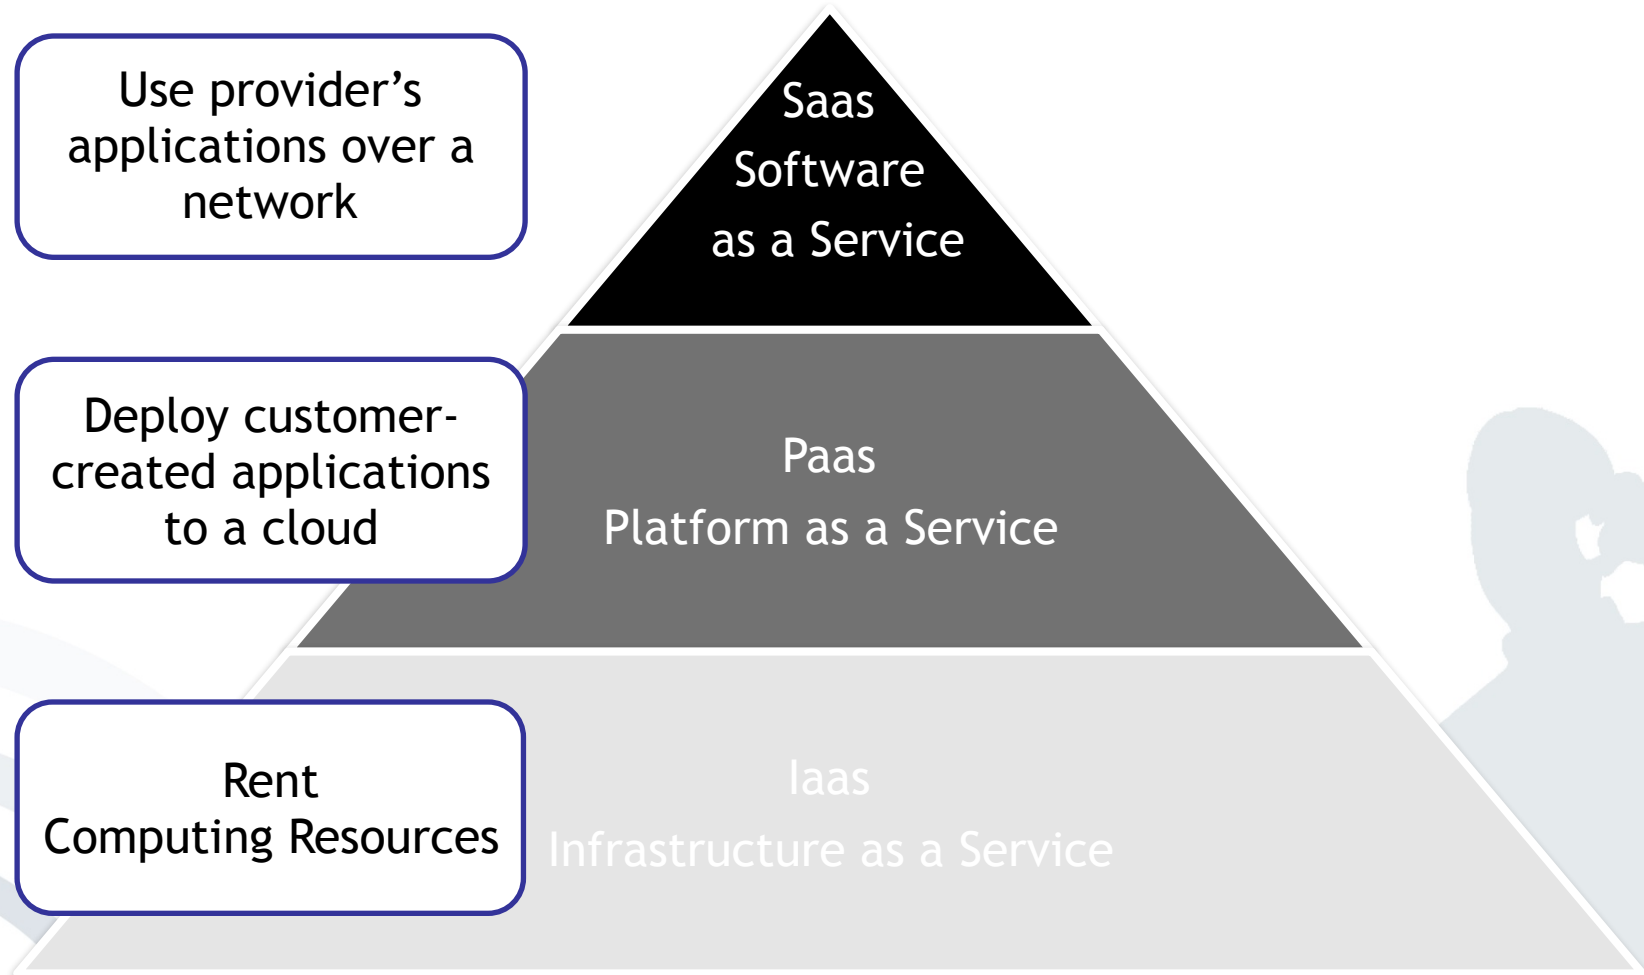 Use provider’s
applications over a
network
Saas
Software
as a Service
Deploy customer-
created applications
to a cloud
Paas
Platform as a Service
Rent
Computing Resources
Iaas
Infrastructure as a Service